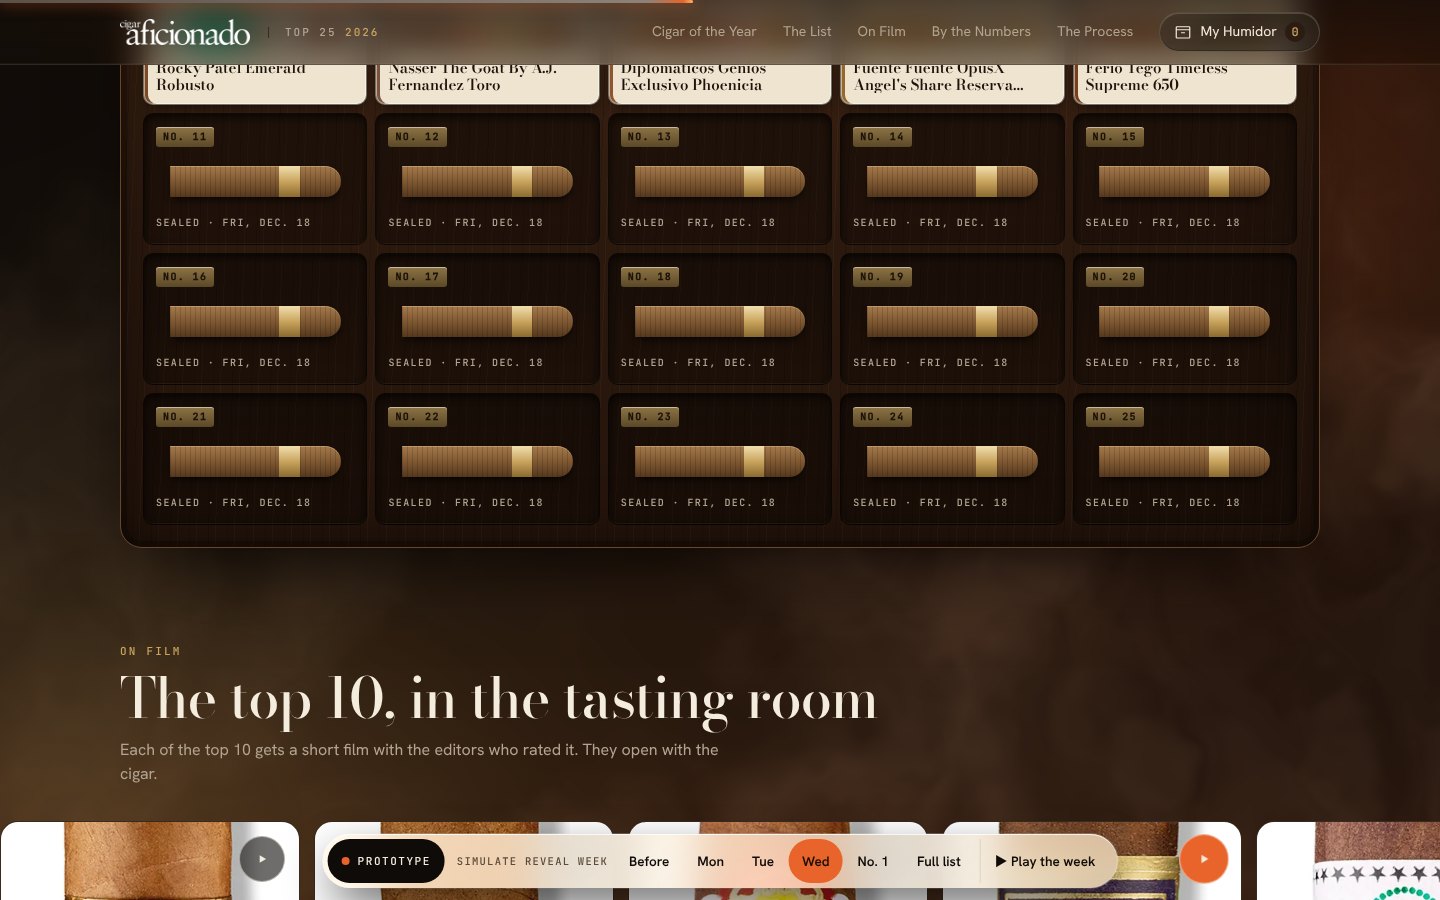 cigar aficionado
TOP 25 2026
Cigar of the Year
The List
On Film
By the Numbers
The Process
My Humidor 0
Rocky Patel Emerald
Robusto
Nasser The Goat By A.J.
Fernandez Toro
Diplomáticos Genios
Exclusivo Phoenicia
Fuente Fuente OpusX
Angel's Share Reserva...
Ferio Tego Timeless
Supreme 650
NO. 11
SEALED · FRI, DEC. 18
NO. 12
SEALED · FRI, DEC. 18
NO. 13
SEALED · FRI, DEC. 18
NO. 14
SEALED · FRI, DEC. 18
NO. 15
SEALED · FRI, DEC. 18
NO. 16
SEALED · FRI, DEC. 18
NO. 17
SEALED · FRI, DEC. 18
NO. 18
SEALED · FRI, DEC. 18
NO. 19
SEALED · FRI, DEC. 18
NO. 20
SEALED · FRI, DEC. 18
NO. 21
SEALED · FRI, DEC. 18
NO. 22
SEALED · FRI, DEC. 18
NO. 23
SEALED · FRI, DEC. 18
NO. 24
SEALED · FRI, DEC. 18
NO. 25
SEALED · FRI, DEC. 18
ON FILM
The top 10, in the tasting room
Each of the top 10 gets a short film with the editors who rated it. They open with the
cigar.
PROTOTYPE
SIMULATE REVEAL WEEK
Before
Mon
Tue
Wed
No. 1
Full list
Play the week